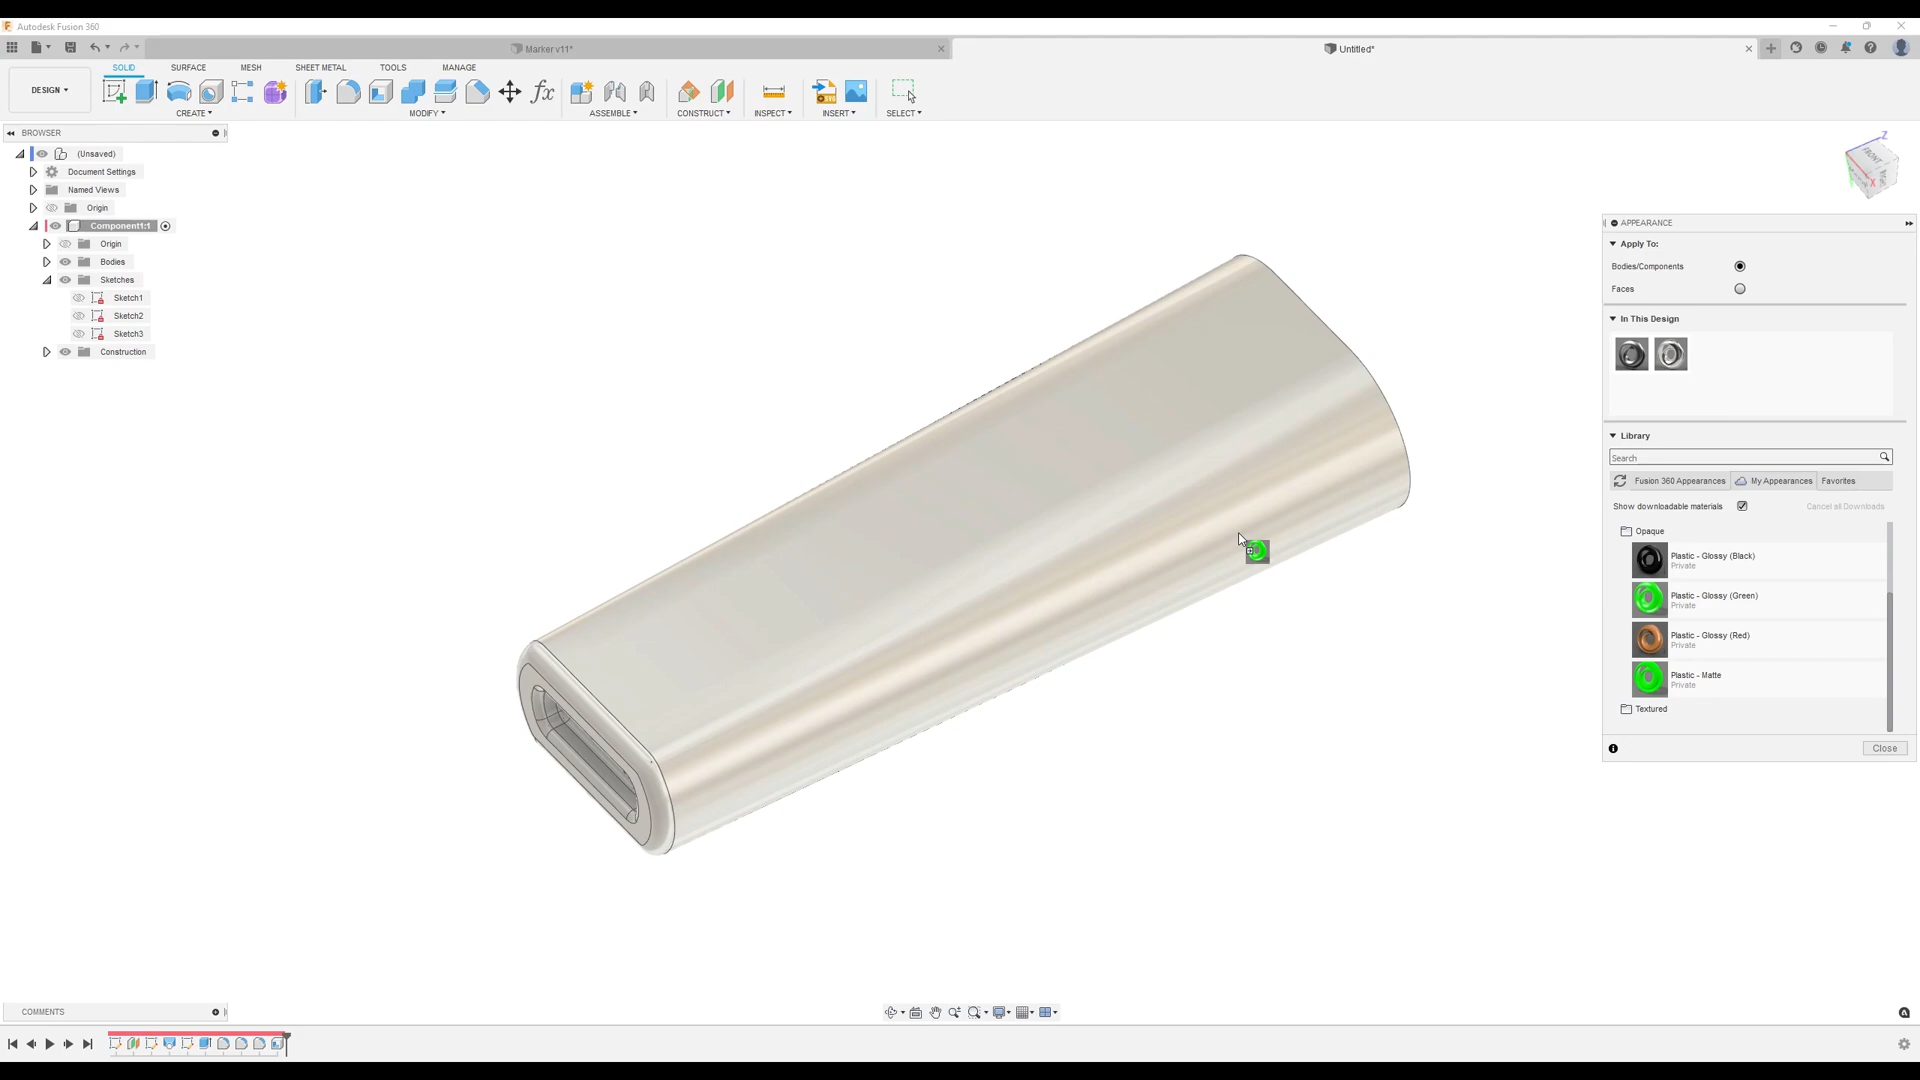 Autodesk Fusion 360
Marker v11*
Untitled*
SOLID
SURFACE
MESH
SHEET METAL
TOOLS
MANAGE
DESIGN
CREATE
MODIFY
ASSEMBLE
CONSTRUCT
INSPECT
INSERT
SELECT
BROWSER
(Unsaved)
Document Settings
Named Views
Origin
Component1:1
Origin
Bodies
Sketches
Sketch1
Sketch2
Sketch3
Construction
Z
FRONT
X
APPEARANCE
Apply To:
Bodies/Components
Faces
In This Design
Library
Search
Fusion 360 Appearances
My Appearances
Favorites
Show downloadable materials
Cancel all Downloads
Opaque
Plastic - Glossy (Black)
Private
Plastic - Glossy (Green)
Private
Plastic - Glossy (Red)
Private
Plastic - Matte
Private
Textured
Close
COMMENTS